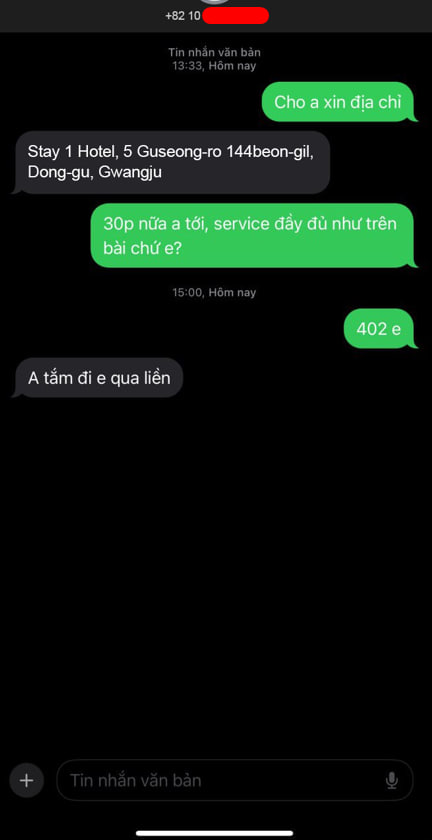 +82 10
Tin nhắn văn bản
13:33, Hôm nay
Cho a xin địa chỉ
Stay 1 Hotel, 5 Guseong-ro 144beon-gil,
Dong-gu, Gwangju
30p nữa a tới, service đầy đủ như trên
bài chứ e?
15:00, Hôm nay
402 e
A tắm đi e qua liền
Tin nhắn văn bản